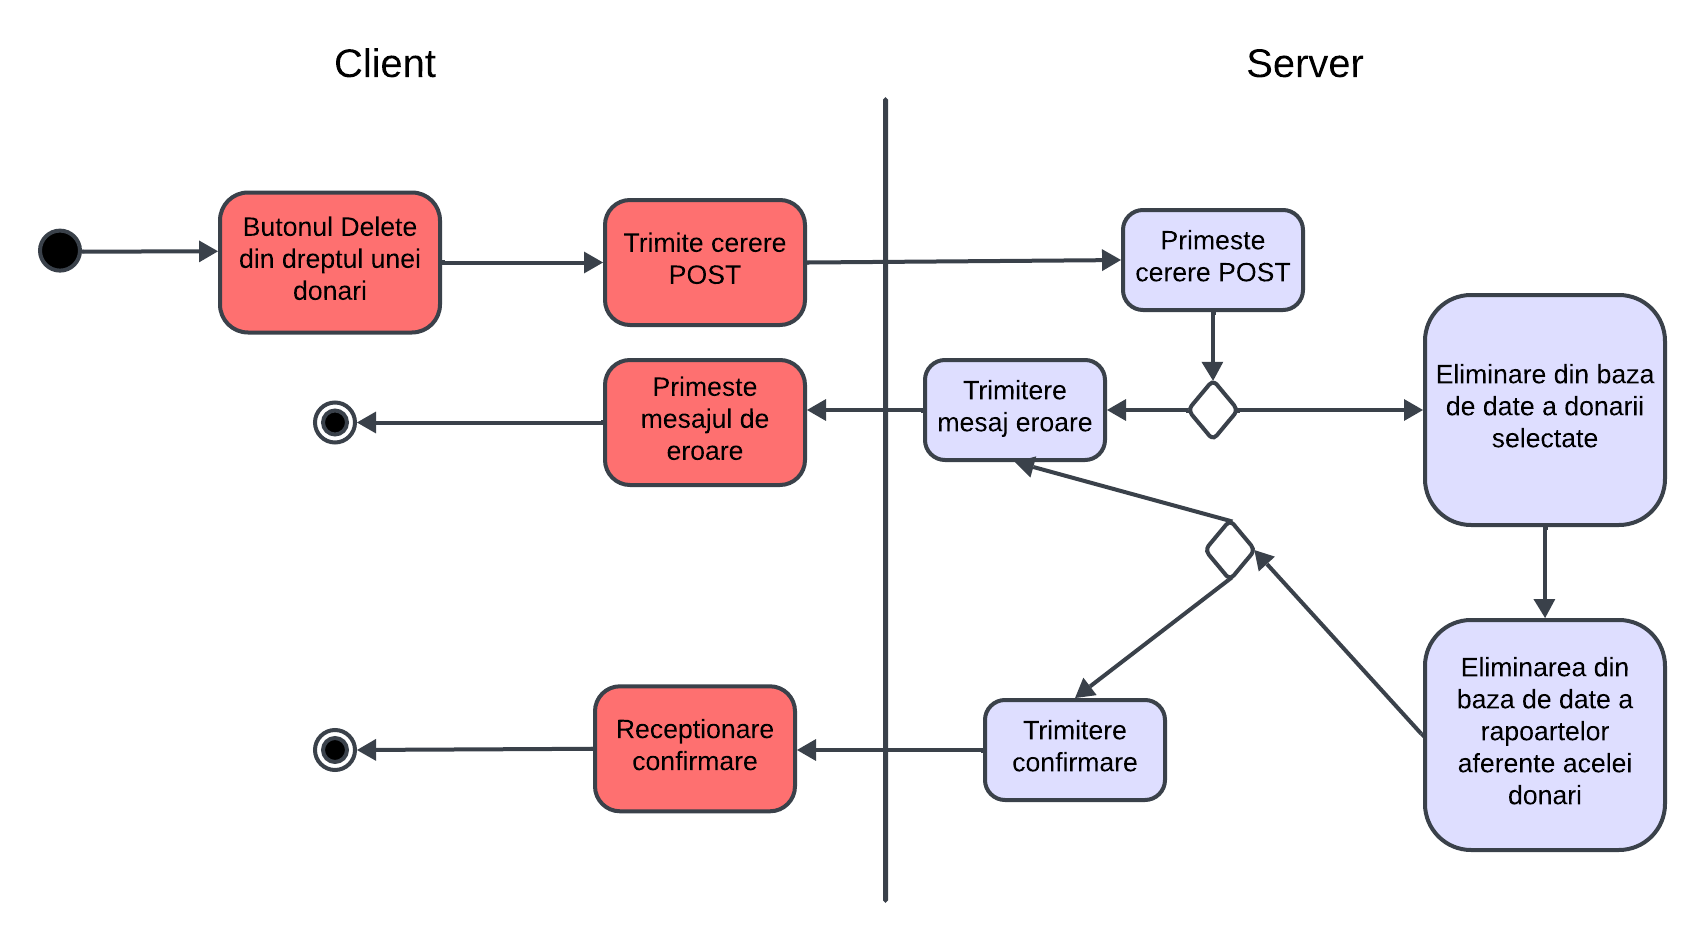 Client
Server
Butonul Delete
din dreptul unei
donari
Trimite cerere
POST
Primeste
cerere POST
Primeste
mesajul de
eroare
Trimitere
mesaj eroare
Eliminare din baza
de date a donarii
selectate
Receptionare
confirmare
Trimitere
confirmare
Eliminarea din
baza de date a
rapoartelor
aferente acelei
donari